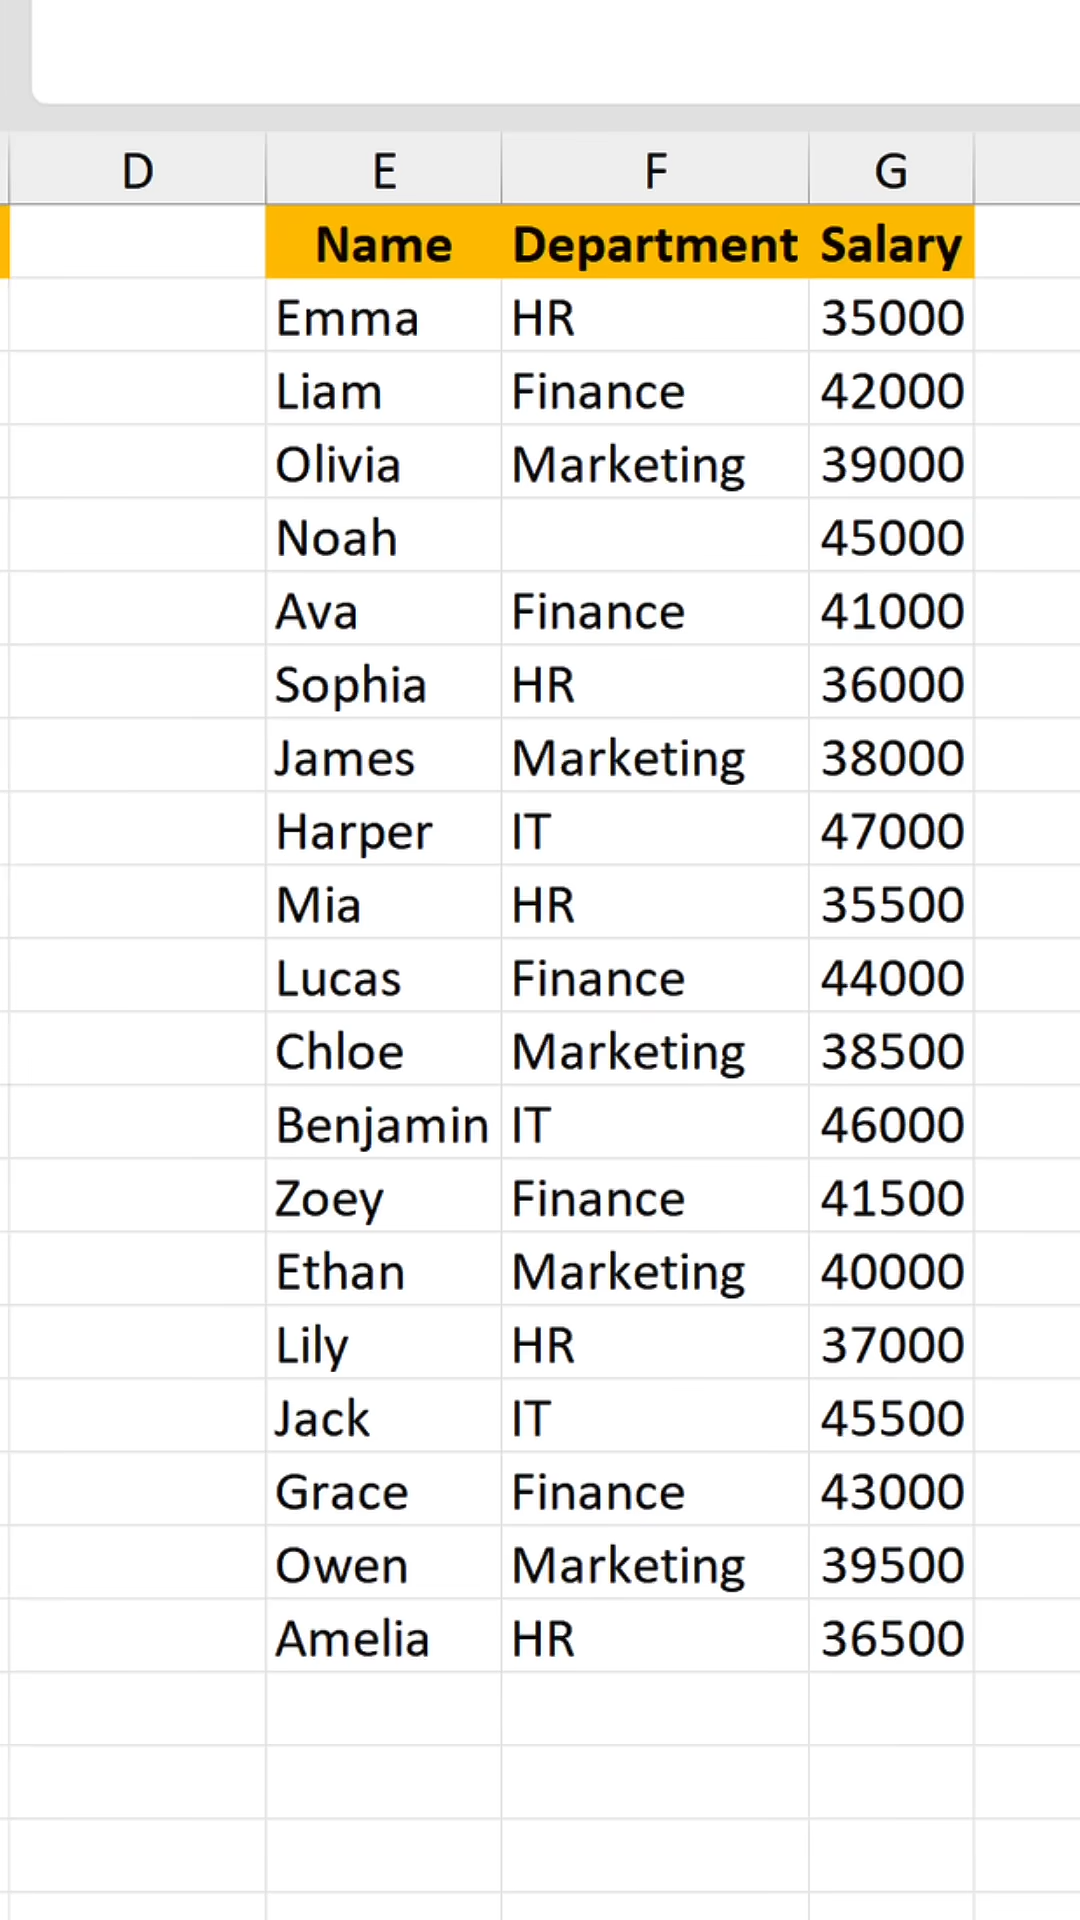 D E F G
Name Department Salary
Emma HR 35000
Liam Finance 42000
Olivia Marketing 39000
Noah 45000
Ava Finance 41000
Sophia HR 36000
James Marketing 38000
Harper IT 47000
Mia HR 35500
Lucas Finance 44000
Chloe Marketing 38500
Benjamin IT 46000
Zoey Finance 41500
Ethan Marketing 40000
Lily HR 37000
Jack IT 45500
Grace Finance 43000
Owen Marketing 39500
Amelia HR 36500